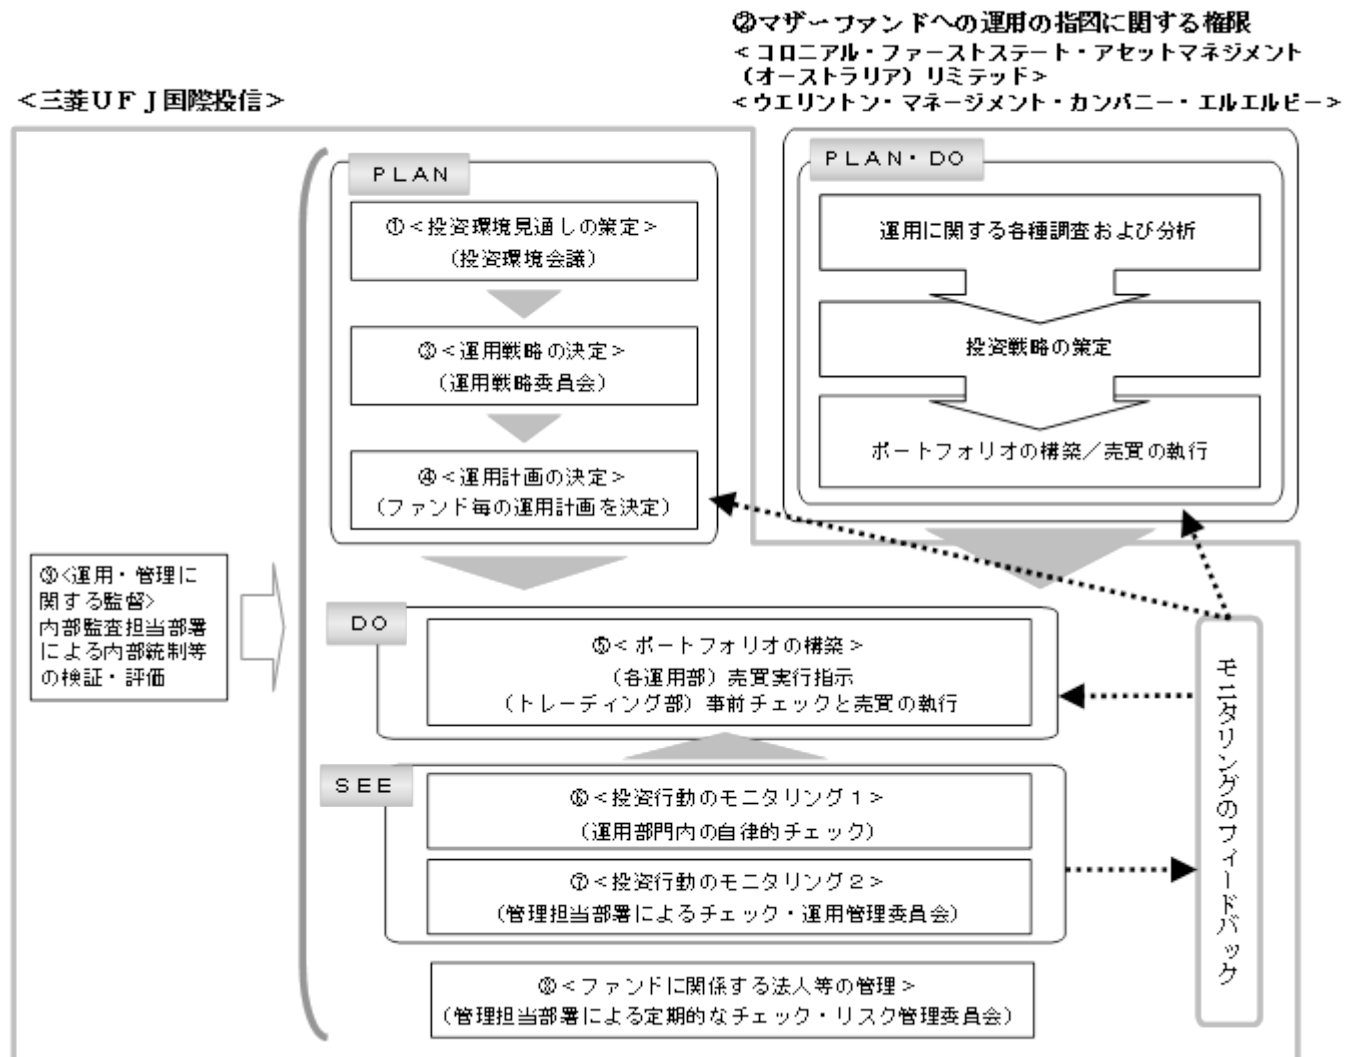 ②マザーファンドへの運用の指図に関する権限
＜コロニアル・ファーストステート・アセットマネジメント
（オーストラリア）リミテッド＞
＜ウエリントン・マネージメント・カンパニー・エルエルピー＞
＜三菱ＵＦＪ国際投信＞
ＰＬＡＮ
①＜投資環境見通しの策定＞
（投資環境会議）
③＜運用戦略の決定＞
（運用戦略委員会）
④＜運用計画の決定＞
（ファンド毎の運用計画を決定）
ＰＬＡＮ・ＤＯ
運用に関する各種調査および分析
投資戦略の策定
ポートフォリオの構築／売買の執行
⑨＜運用・管理に
関する監督＞
内部監査担当部署
による内部統制等
の検証・評価
ＤＯ
⑤＜ポートフォリオの構築＞
（各運用部）売買実行指示
（トレーディング部）事前チェックと売買の執行
ＳＥＥ
⑥＜投資行動のモニタリング１＞
（運用部門内の自律的チェック）
⑦＜投資行動のモニタリング２＞
（管理担当部署によるチェック・運用管理委員会）
⑧＜ファンドに関係する法人等の管理＞
（管理担当部署による定期的なチェック・リスク管理委員会）
モニタリングのフィードバック